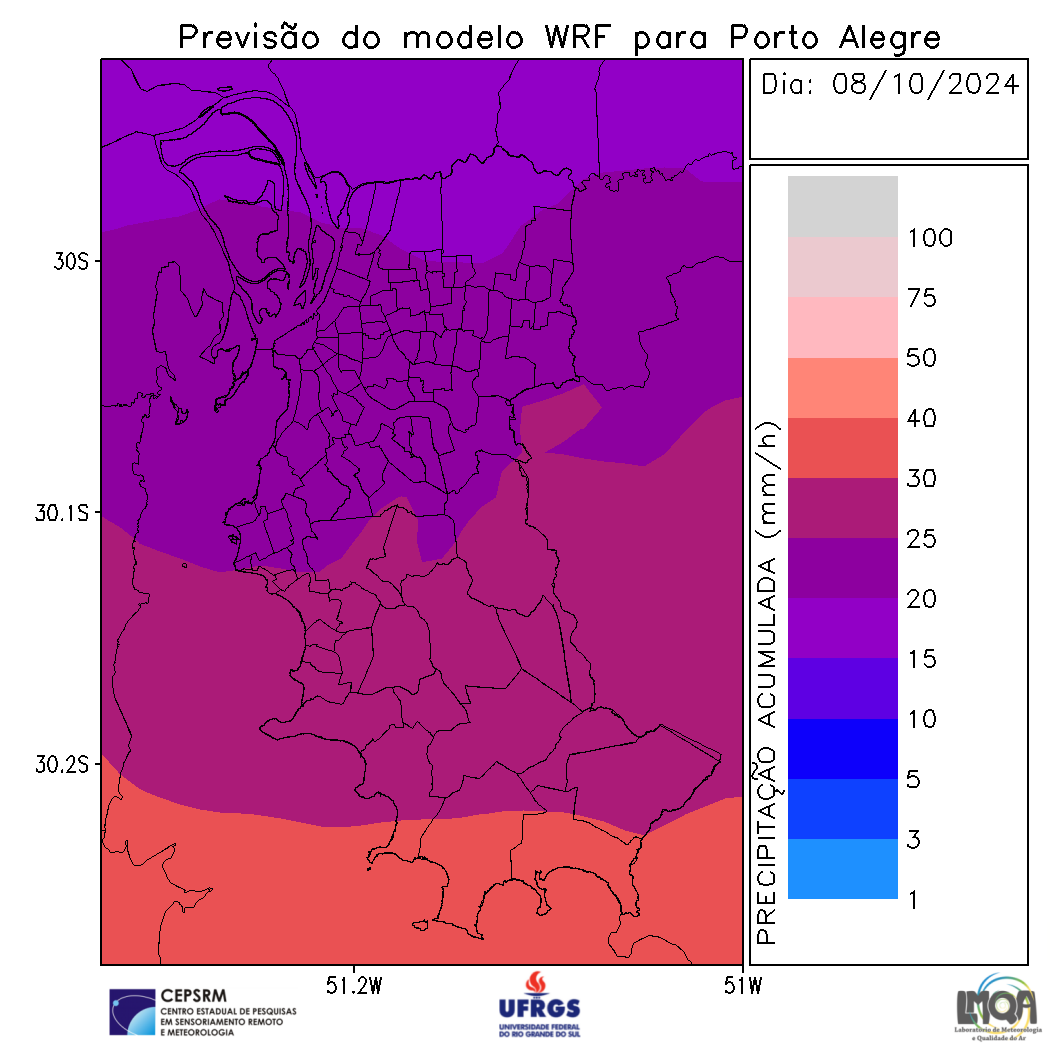 Previsão do modelo WRF para Porto Alegre
Dia: 08/10/2024
30S
30.1S
30.2S
51.2W
51W
PRECIPITAÇÃO ACUMULADA (mm/h)
100
75
50
40
30
25
20
15
10
5
3
1
CEPSRM
CENTRO ESTADUAL DE PESQUISAS
EM SENSORIAMENTO REMOTO
E METEOROLOGIA
UFRGS
UNIVERSIDADE FEDERAL
DO RIO GRANDE DO SUL
LMQA
Laboratório de Meteorologia
e Qualidade do Ar